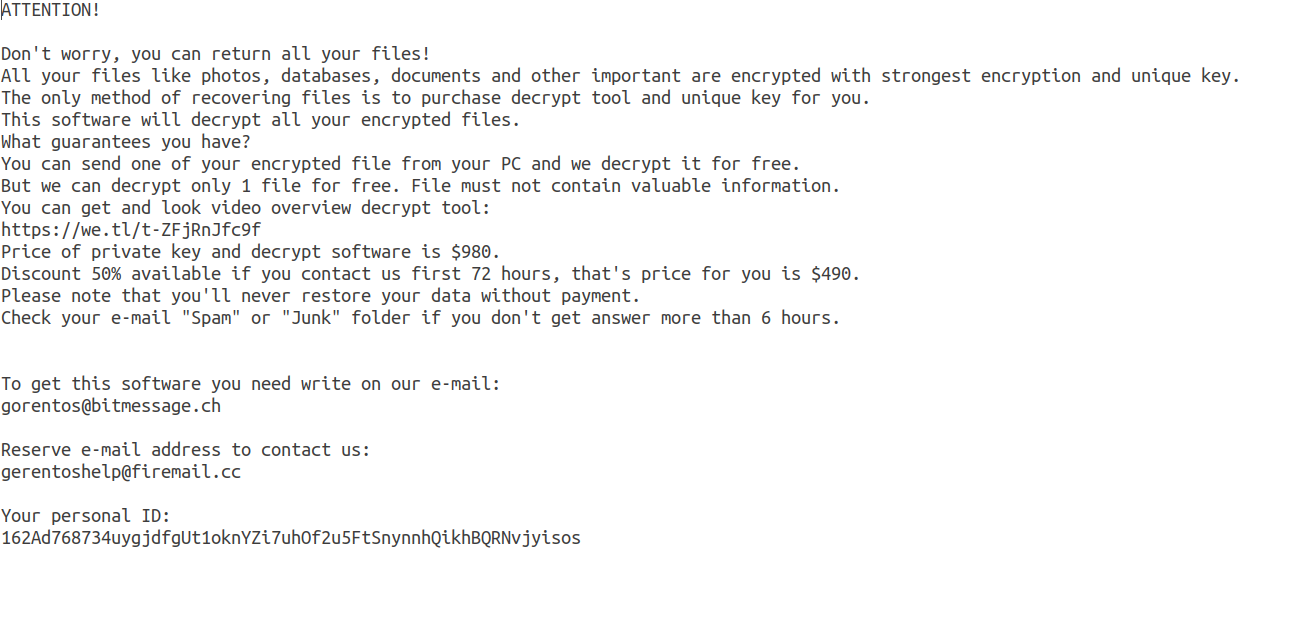 ATTENTION!
Don't worry, you can return all your files!
All your files like photos, databases, documents and other important are encrypted with strongest encryption and unique key.
The only method of recovering files is to purchase decrypt tool and unique key for you.
This software will decrypt all your encrypted files.
What guarantees you have?
You can send one of your encrypted file from your PC and we decrypt it for free.
But we can decrypt only 1 file for free. File must not contain valuable information.
You can get and look video overview decrypt tool:
https://we.tl/t-ZFjRnJfc9f
Price of private key and decrypt software is $980.
Discount 50% available if you contact us first 72 hours, that's price for you is $490.
Please note that you'll never restore your data without payment.
Check your e-mail "Spam" or "Junk" folder if you don't get answer more than 6 hours.
To get this software you need write on our e-mail:
gorentos@bitmessage.ch
Reserve e-mail address to contact us:
gerentoshelp@firemail.cc
Your personal ID:
162Ad768734uygjdfgUt1oknYZi7uhOf2u5FtSnynnhQikhBQRNvjyisos